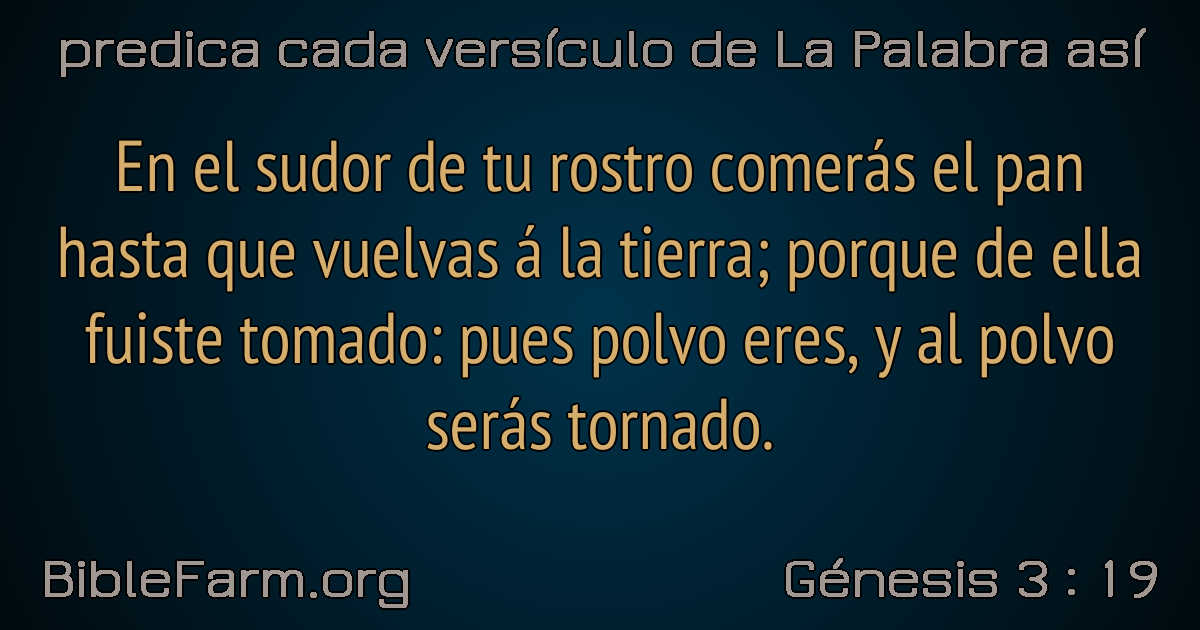 predica cada versículo de La Palabra así
En el sudor de tu rostro comerás el pan
hasta que vuelvas á la tierra; porque de ella
fuiste tomado: pues polvo eres, y al polvo
serás tornado.
BibleFarm.org
Génesis 3 : 19